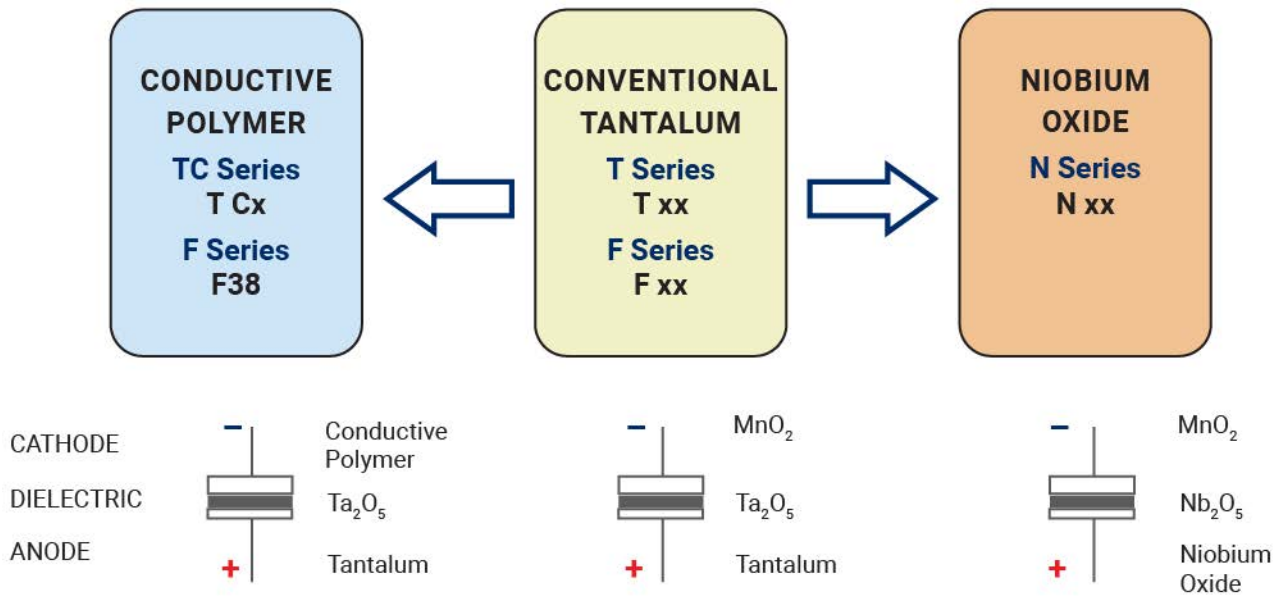 CONDUCTIVE
POLYMER
TC Series
T Cx
F Series
F38
CONVENTIONAL
TANTALUM
T Series
T xx
F Series
F xx
NIOBIUM
OXIDE
N Series
N xx
CATHODE
DIELECTRIC
ANODE
−
Conductive
Polymer
Ta₂O₅
+
Tantalum
−
MnO₂
Ta₂O₅
+
Tantalum
−
MnO₂
Nb₂O₅
+
Niobium
Oxide